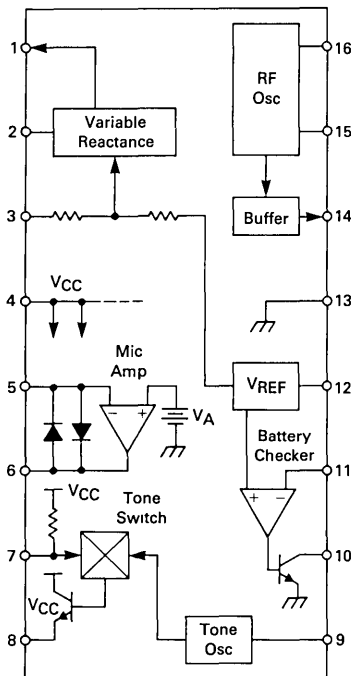 1
16
RF
Osc
Variable
Reactance
2
15
3
Buffer
14
VCC
4
13
Mic
Amp
5
−
+
VA
VREF
12
Battery
Checker
6
+
−
11
VCC
Tone
Switch
7
10
VCC
8
Tone
Osc
9